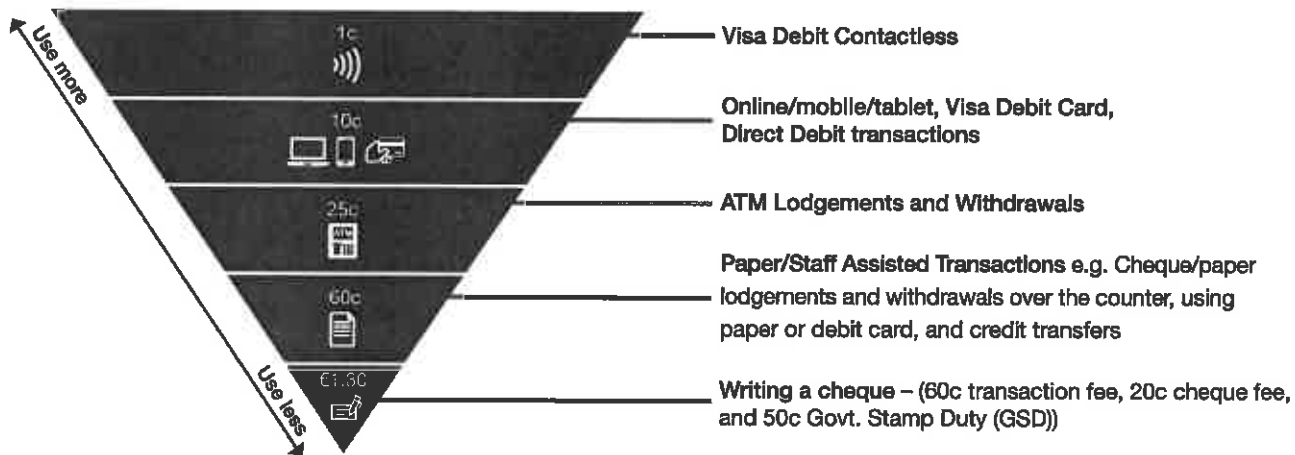 Use more
1c
Visa Debit Contactless
10c
Online/mobile/tablet, Visa Debit Card,
Direct Debit transactions
25c
ATM
ATM Lodgements and Withdrawals
60c
Paper/Staff Assisted Transactions e.g. Cheque/paper
lodgements and withdrawals over the counter, using
paper or debit card, and credit transfers
Use less
€1.30
Writing a cheque – (60c transaction fee, 20c cheque fee,
and 50c Govt. Stamp Duty (GSD))